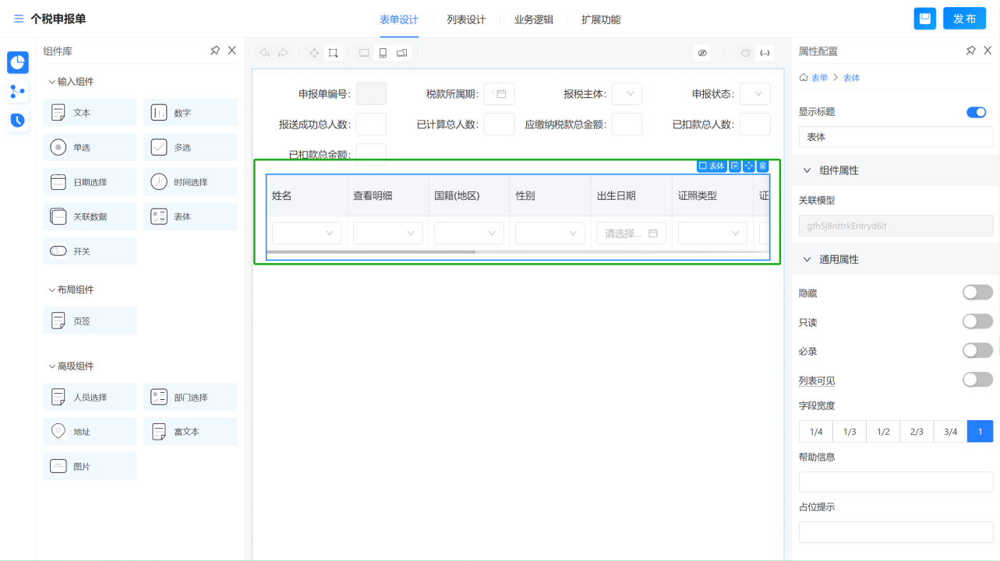 个税申报单
表单设计 列表设计 业务逻辑 扩展功能
发布
组件库
输入组件
文本 数字
单选 多选
日期选择 时间选择
关联数据 表体
开关
布局组件
页签
高级组件
人员选择 部门选择
地址 富文本
图片
申报单编号: 税款所属期: 报税主体: 申报状态:
报送成功总人数: 已计算总人数: 应缴纳税款总金额: 已扣款总人数:
已扣款总金额:
表体
姓名 查看明细 国籍(地区) 性别 出生日期 证照类型 证
请选择...
属性配置
表单 > 表体
显示标题
表体
组件属性
关联模型
gfh5j8nttrkEntryd6it
通用属性
隐藏
只读
必录
列表可见
字段宽度
1/4 1/3 1/2 2/3 3/4 1
帮助信息
占位提示